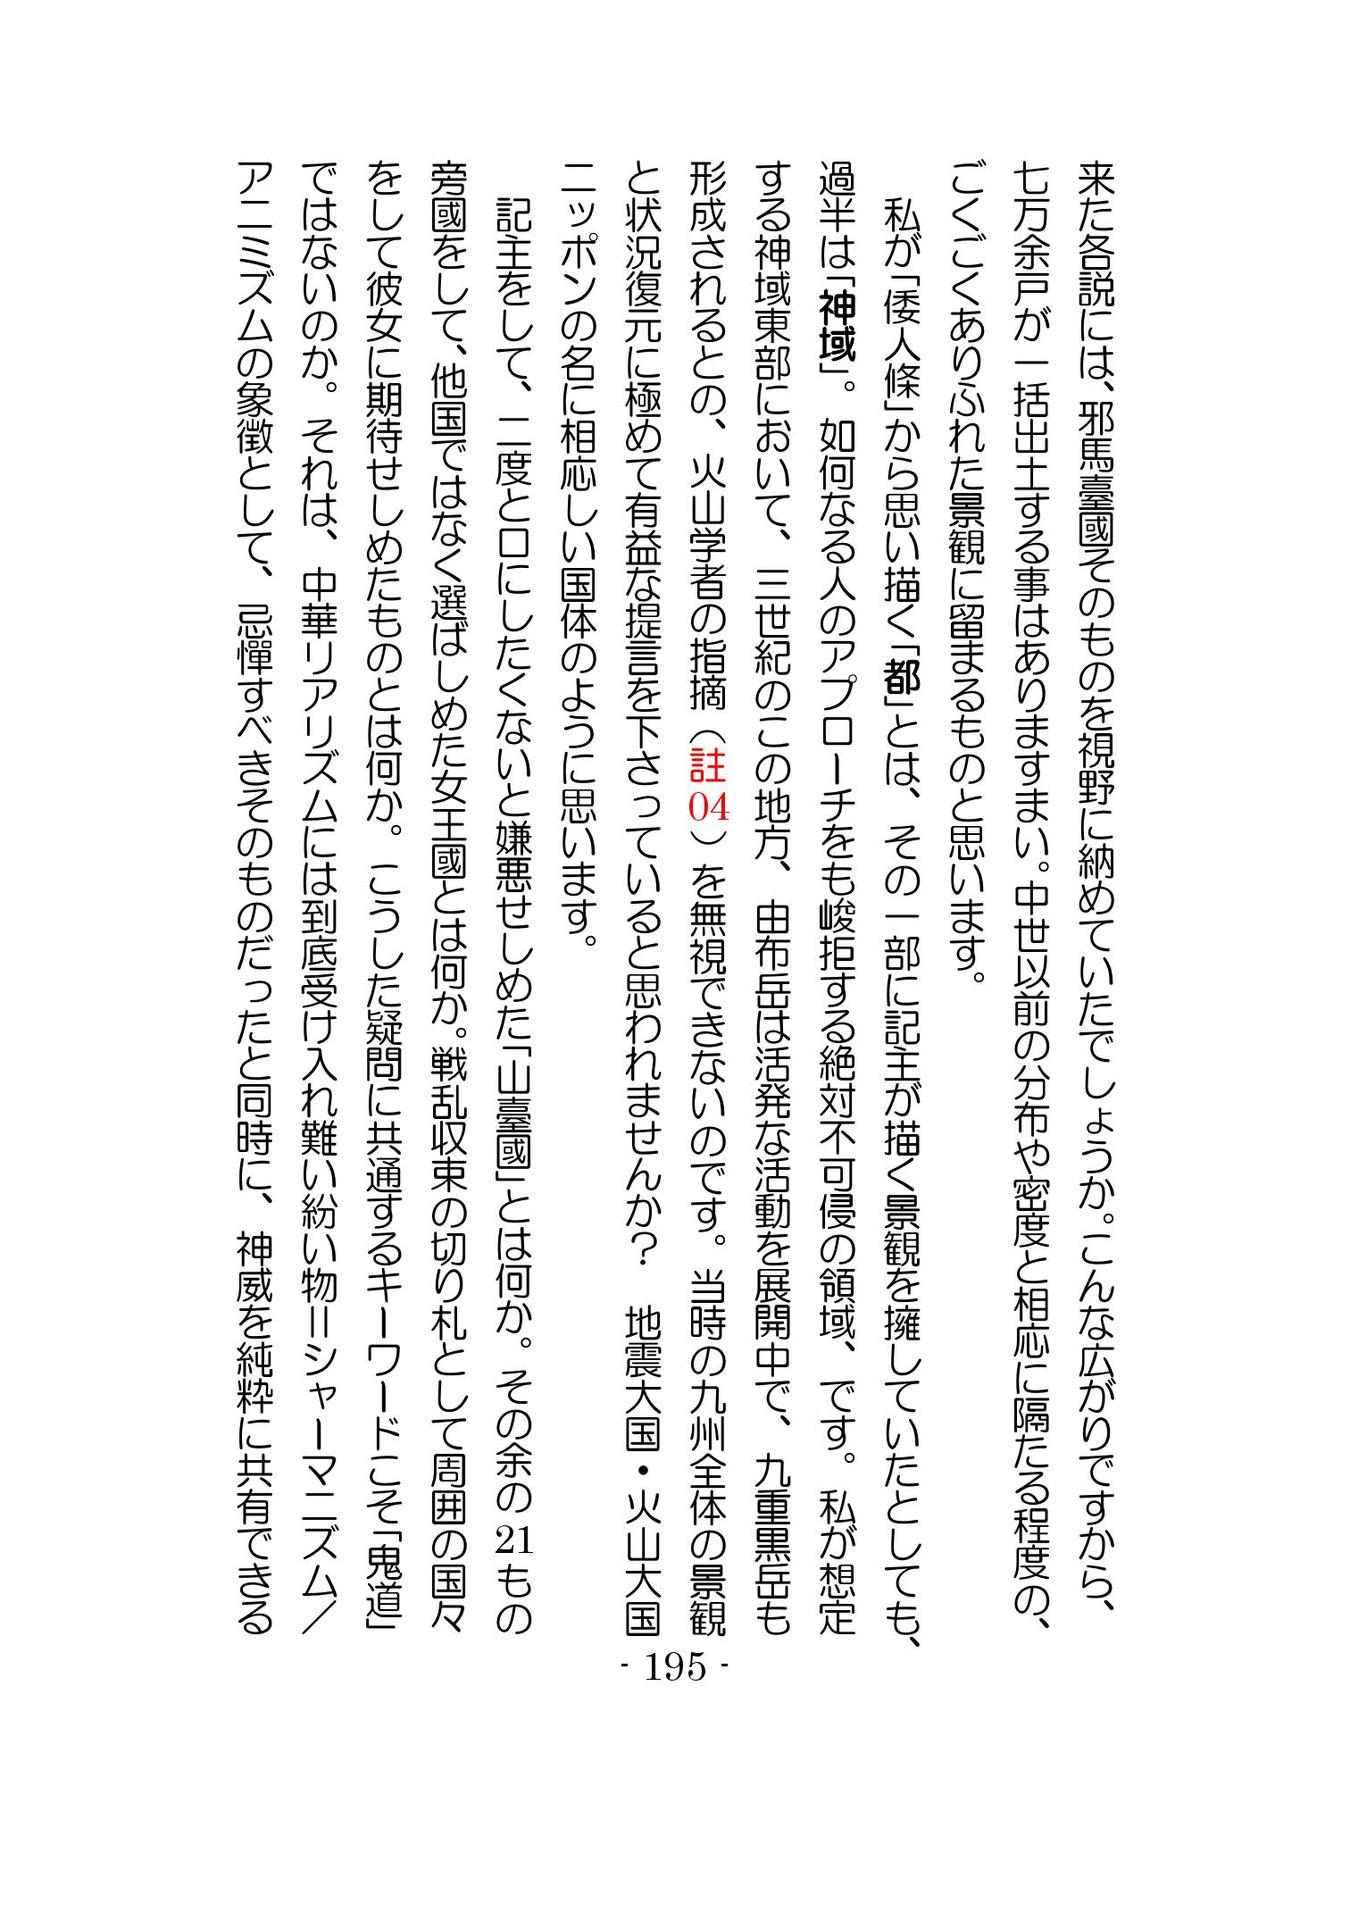 来た各説には、邪馬臺國そのものを視野に納めていたでしょうか。こんな広がりですから、
七万余戸が一括出土する事はありますまい。中世以前の分布や密度と相応に隔たる程度の、
ごくごくありふれた景観に留まるものと思います。
　私が「倭人條」から思い描く「都」とは、その一部に記主が描く景観を擁していたとしても、
過半は「神域」。如何なる人のアプローチをも峻拒する絶対不可侵の領域、です。私が想定
する神域東部において、三世紀のこの地方、由布岳は活発な活動を展開中で、九重黒岳も
形成されるとの、火山学者の指摘（註04）を無視できないのです。当時の九州全体の景観
と状況復元に極めて有益な提言を下さっていると思われませんか？　地震大国・火山大国
ニッポンの名に相応しい国体のように思います。
　記主をして、二度と口にしたくないと嫌悪せしめた「山臺國」とは何か。その余の21もの
旁國をして、他国ではなく選ばしめた女王國とは何か。戦乱収束の切り札として周囲の国々
をして彼女に期待せしめたものとは何か。こうした疑問に共通するキーワードこそ「鬼道」
ではないのか。それは、中華リアリズムには到底受け入れ難い紛い物＝シャーマニズム／
アニミズムの象徴として、忌憚すべきそのものだったと同時に、神威を純粋に共有できる
- 195 -